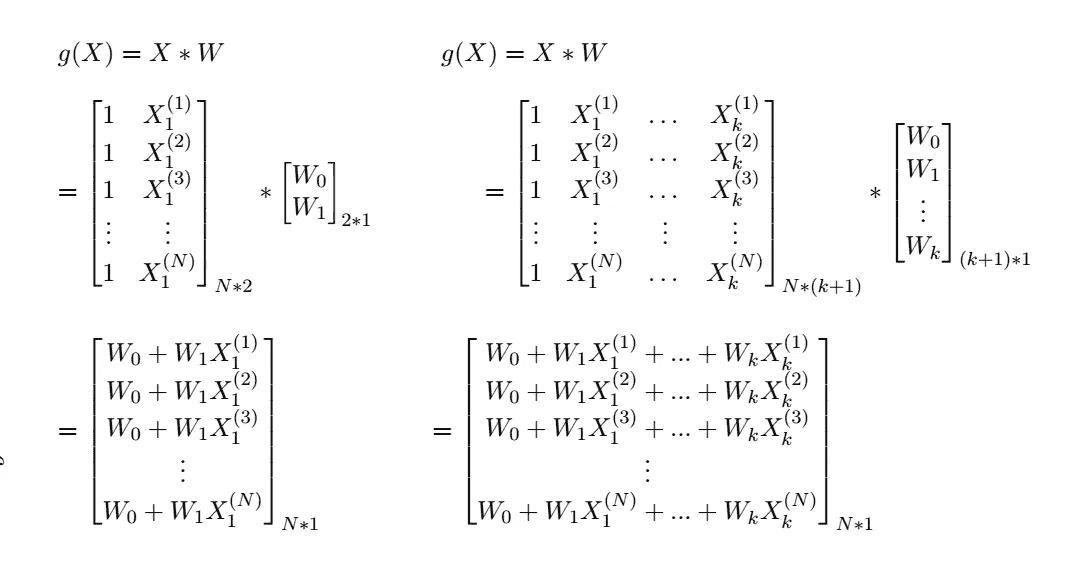 g(X) = X ∗ W
= [1 X_1^{(1)}; 1 X_1^{(2)}; 1 X_1^{(3)}; ⋮ ⋮; 1 X_1^{(N)}]_{N∗2} ∗ [W_0; W_1]_{2∗1}
= [W_0 + W_1X_1^{(1)}; W_0 + W_1X_1^{(2)}; W_0 + W_1X_1^{(3)}; ⋮; W_0 + W_1X_1^{(N)}]_{N∗1}
g(X) = X ∗ W
= [1 X_1^{(1)} ... X_k^{(1)}; 1 X_1^{(2)} ... X_k^{(2)}; 1 X_1^{(3)} ... X_k^{(3)}; ⋮ ⋮ ⋮ ⋮; 1 X_1^{(N)} ... X_k^{(N)}]_{N∗(k+1)} ∗ [W_0; W_1; ⋮; W_k]_{(k+1)∗1}
= [W_0 + W_1X_1^{(1)} + ... + W_kX_k^{(1)}; W_0 + W_1X_1^{(2)} + ... + W_kX_k^{(2)}; W_0 + W_1X_1^{(3)} + ... + W_kX_k^{(3)}; ⋮; W_0 + W_1X_1^{(N)} + ... + W_kX_k^{(N)}]_{N∗1}